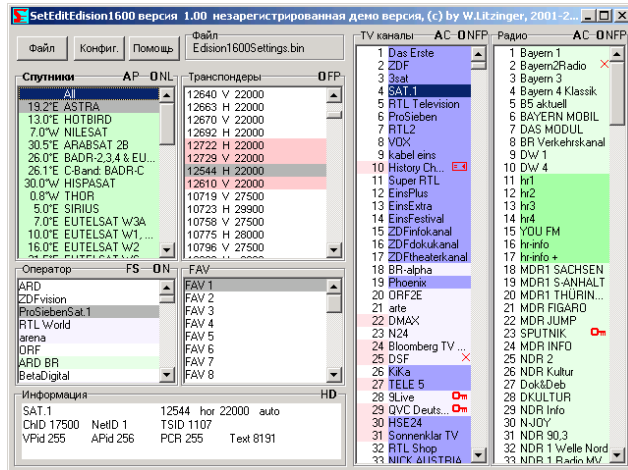 SetEditEdision1600 версия 1.00 незарегистрированная демо версия, (c) by W.Litzinger, 2001-2...
Файл
Конфиг.
Помощь
Файл
Edision1600Settings.bin
Спутники AP ONL
All
19.2°E ASTRA
13.0°E HOTBIRD
7.0°W NILESAT
30.5°E ARABSAT 2B
26.0°E BADR-2,3,4 & EU...
26.1°E C-Band: BADR-C
30.0°W HISPASAT
0.8°W THOR
5.0°E SIRIUS
7.0°E EUTELSAT W3A
10.0°E EUTELSAT W1, ...
16.0°E EUTELSAT W2
Транспондеры OFP
12640 V 22000
12663 H 22000
12670 V 22000
12692 H 22000
12722 H 22000
12729 V 22000
12544 H 22000
12610 V 22000
10719 V 27500
10723 H 29900
10758 V 27500
10775 H 28000
10796 V 27500
Оператор FS ON
ARD
ZDFvision
ProSiebenSat.1
RTL World
arena
ORF
ARD BR
BetaDigital
FAV
FAV 1
FAV 2
FAV 3
FAV 4
FAV 5
FAV 6
FAV 7
FAV 8
Информация HD
SAT.1 12544 hor 22000 auto
ChID 17500 NetID 1 TSID 1107
VPid 255 APid 256 PCR 255 Text 8191
TV каналы AC ONFP
1 Das Erste
2 ZDF
3 3sat
4 SAT.1
5 RTL Television
6 ProSieben
7 RTL2
8 VOX
9 kabel eins
10 History Ch...
11 Super RTL
12 EinsPlus
13 EinsExtra
14 EinsFestival
15 ZDFinfokanal
16 ZDFdokukanal
17 ZDFtheaterkanal
18 BR-alpha
19 Phoenix
20 ORF2E
21 arte
22 DMAX
23 N24
24 Bloomberg TV ...
25 DSF
26 KiKa
27 TELE 5
28 9Live
29 QVC Deuts...
30 HSE24
31 Sonnenklar TV
32 RTL Shop
33 NICK AUSTRIA
Радио AC ONFP
1 Bayern 1
2 Bayern2Radio
3 Bayern 3
4 Bayern 4 Klassik
5 B5 aktuell
6 BAYERN MOBIL
7 DAS MODUL
8 BR Verkehrskanal
9 DW 1
10 DW 4
11 hr1
12 hr2
13 hr3
14 hr4
15 YOU FM
16 hr-info
17 hr-info +
18 MDR1 SACHSEN
19 MDR1 S-ANHALT
20 MDR1 THÜRIN...
21 MDR FIGARO
22 MDR JUMP
23 SPUTNIK
24 MDR INFO
25 NDR 2
26 NDR Kultur
27 Dok&Deb
28 DKULTUR
29 NDR Info
30 N-JOY
31 NDR 90,3
32 NDR 1 Welle Nord
33 NDR 1 Radio MV